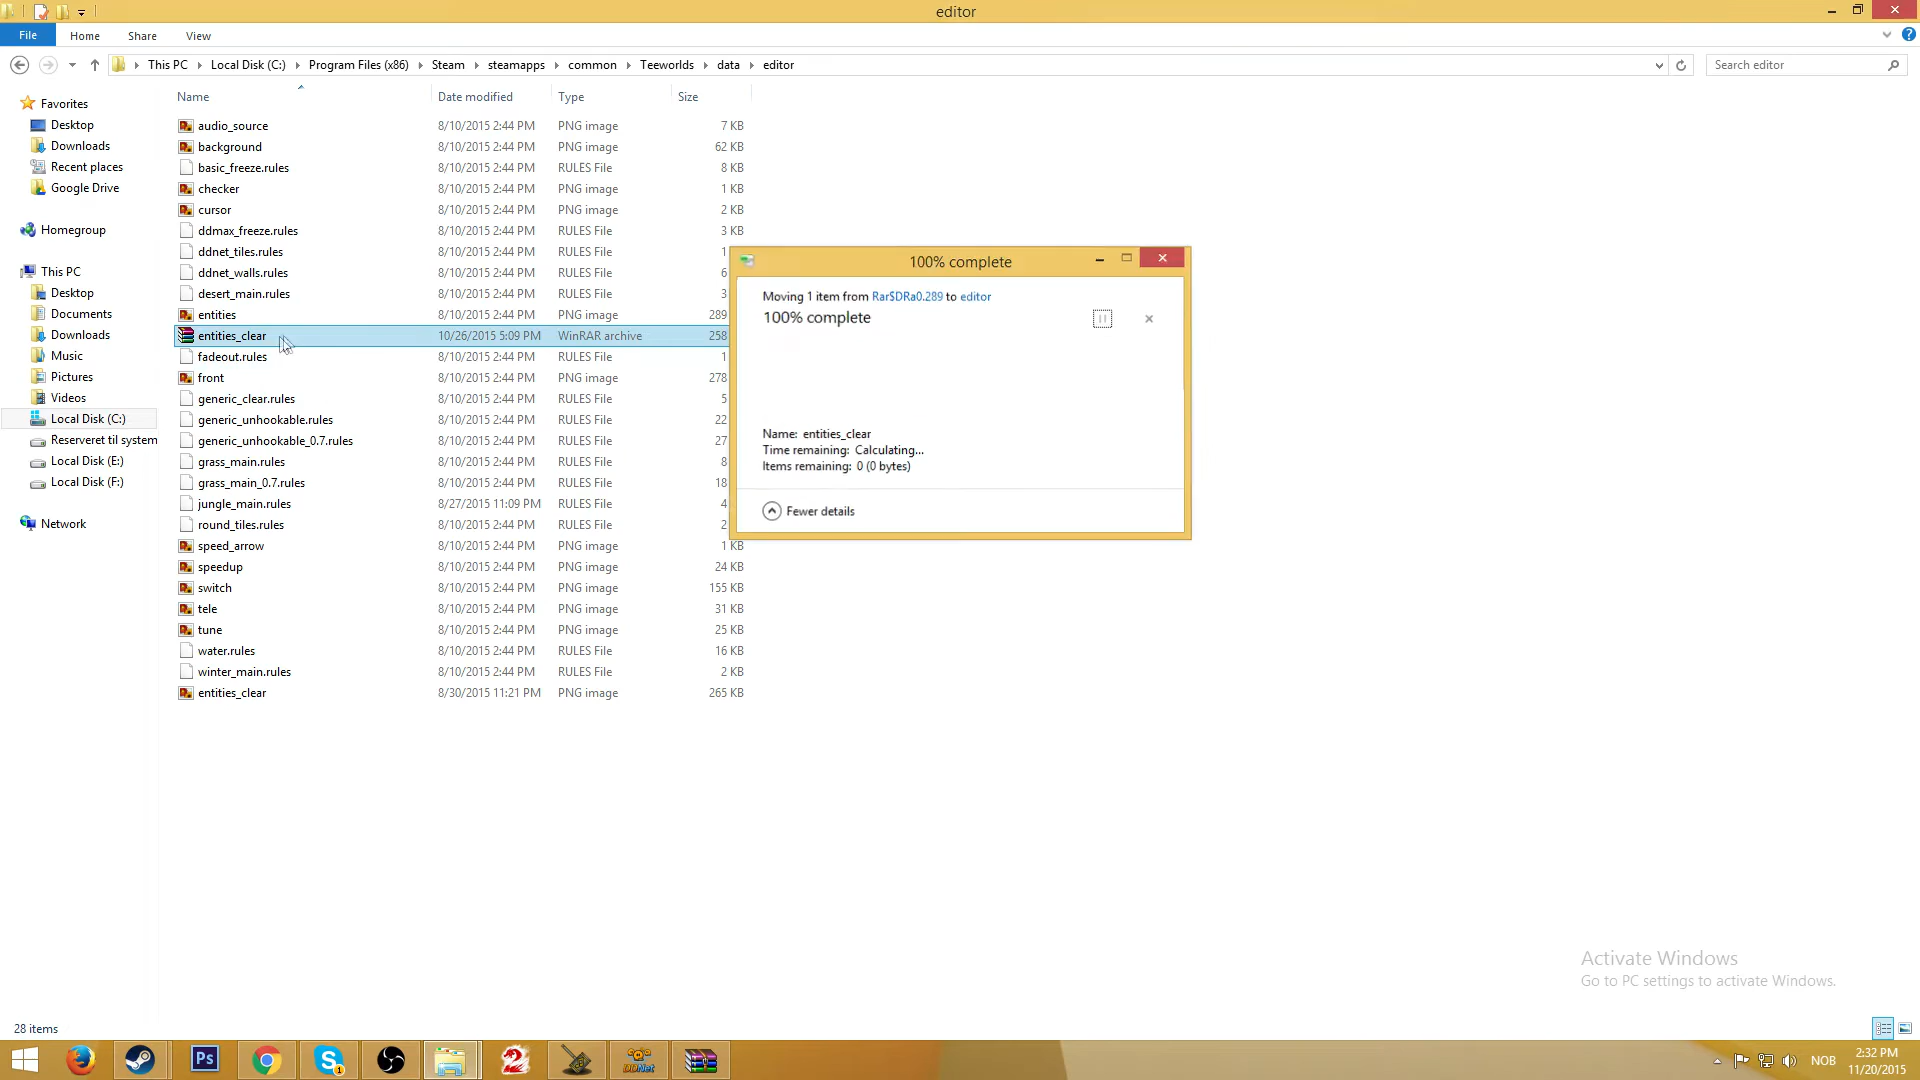 editor
File Home Share View
This PC Local Disk (C:) Program Files (x86) Steam steamapps common Teeworlds data editor Search editor
Name Date modified Type Size
Favorites
Desktop
Downloads
Recent places
Google Drive
Homegroup
This PC
Desktop
Documents
Downloads
Music
Pictures
Videos
Local Disk (C:)
Reserveret til system
Local Disk (E:)
Local Disk (F:)
Network
audio_source 8/10/2015 2:44 PM PNG image 7 KB
background 8/10/2015 2:44 PM PNG image 62 KB
basic_freeze.rules 8/10/2015 2:44 PM RULES File 8 KB
checker 8/10/2015 2:44 PM PNG image 1 KB
cursor 8/10/2015 2:44 PM PNG image 2 KB
ddmax_freeze.rules 8/10/2015 2:44 PM RULES File 3 KB
ddnet_tiles.rules 8/10/2015 2:44 PM RULES File 1
ddnet_walls.rules 8/10/2015 2:44 PM RULES File 6
desert_main.rules 8/10/2015 2:44 PM RULES File 3
entities 8/10/2015 2:44 PM PNG image 289
entities_clear 10/26/2015 5:09 PM WinRAR archive 258
fadeout.rules 8/10/2015 2:44 PM RULES File 1
front 8/10/2015 2:44 PM PNG image 278
generic_clear.rules 8/10/2015 2:44 PM RULES File 5
generic_unhookable.rules 8/10/2015 2:44 PM RULES File 22
generic_unhookable_0.7.rules 8/10/2015 2:44 PM RULES File 27
grass_main.rules 8/10/2015 2:44 PM RULES File 8
grass_main_0.7.rules 8/10/2015 2:44 PM RULES File 18
jungle_main.rules 8/27/2015 11:09 PM RULES File 4
round_tiles.rules 8/10/2015 2:44 PM RULES File 2
speed_arrow 8/10/2015 2:44 PM PNG image 1 KB
speedup 8/10/2015 2:44 PM PNG image 24 KB
switch 8/10/2015 2:44 PM PNG image 155 KB
tele 8/10/2015 2:44 PM PNG image 31 KB
tune 8/10/2015 2:44 PM PNG image 25 KB
water.rules 8/10/2015 2:44 PM RULES File 16 KB
winter_main.rules 8/10/2015 2:44 PM RULES File 2 KB
entities_clear 8/30/2015 11:21 PM PNG image 265 KB
100% complete
Moving 1 item from Rar$DRa0.289 to editor
100% complete
Name: entities_clear
Time remaining: Calculating...
Items remaining: 0 (0 bytes)
Fewer details
Activate Windows
Go to PC settings to activate Windows.
28 items
Ps
DDNet
NOB
2:32 PM
11/20/2015